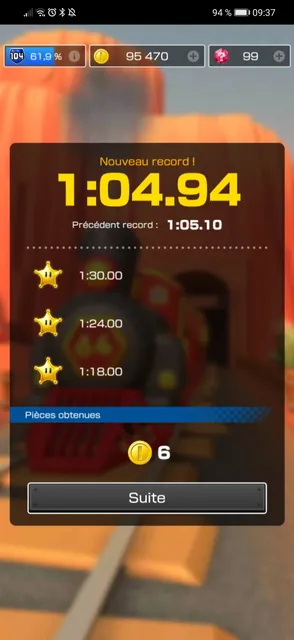 94 % 09:37
104 61,9 % 95 470 99
Nouveau record !
1:04.94
Précédent record : 1:05.10
1:30.00
1:24.00
1:18.00
Pièces obtenues
6
Suite